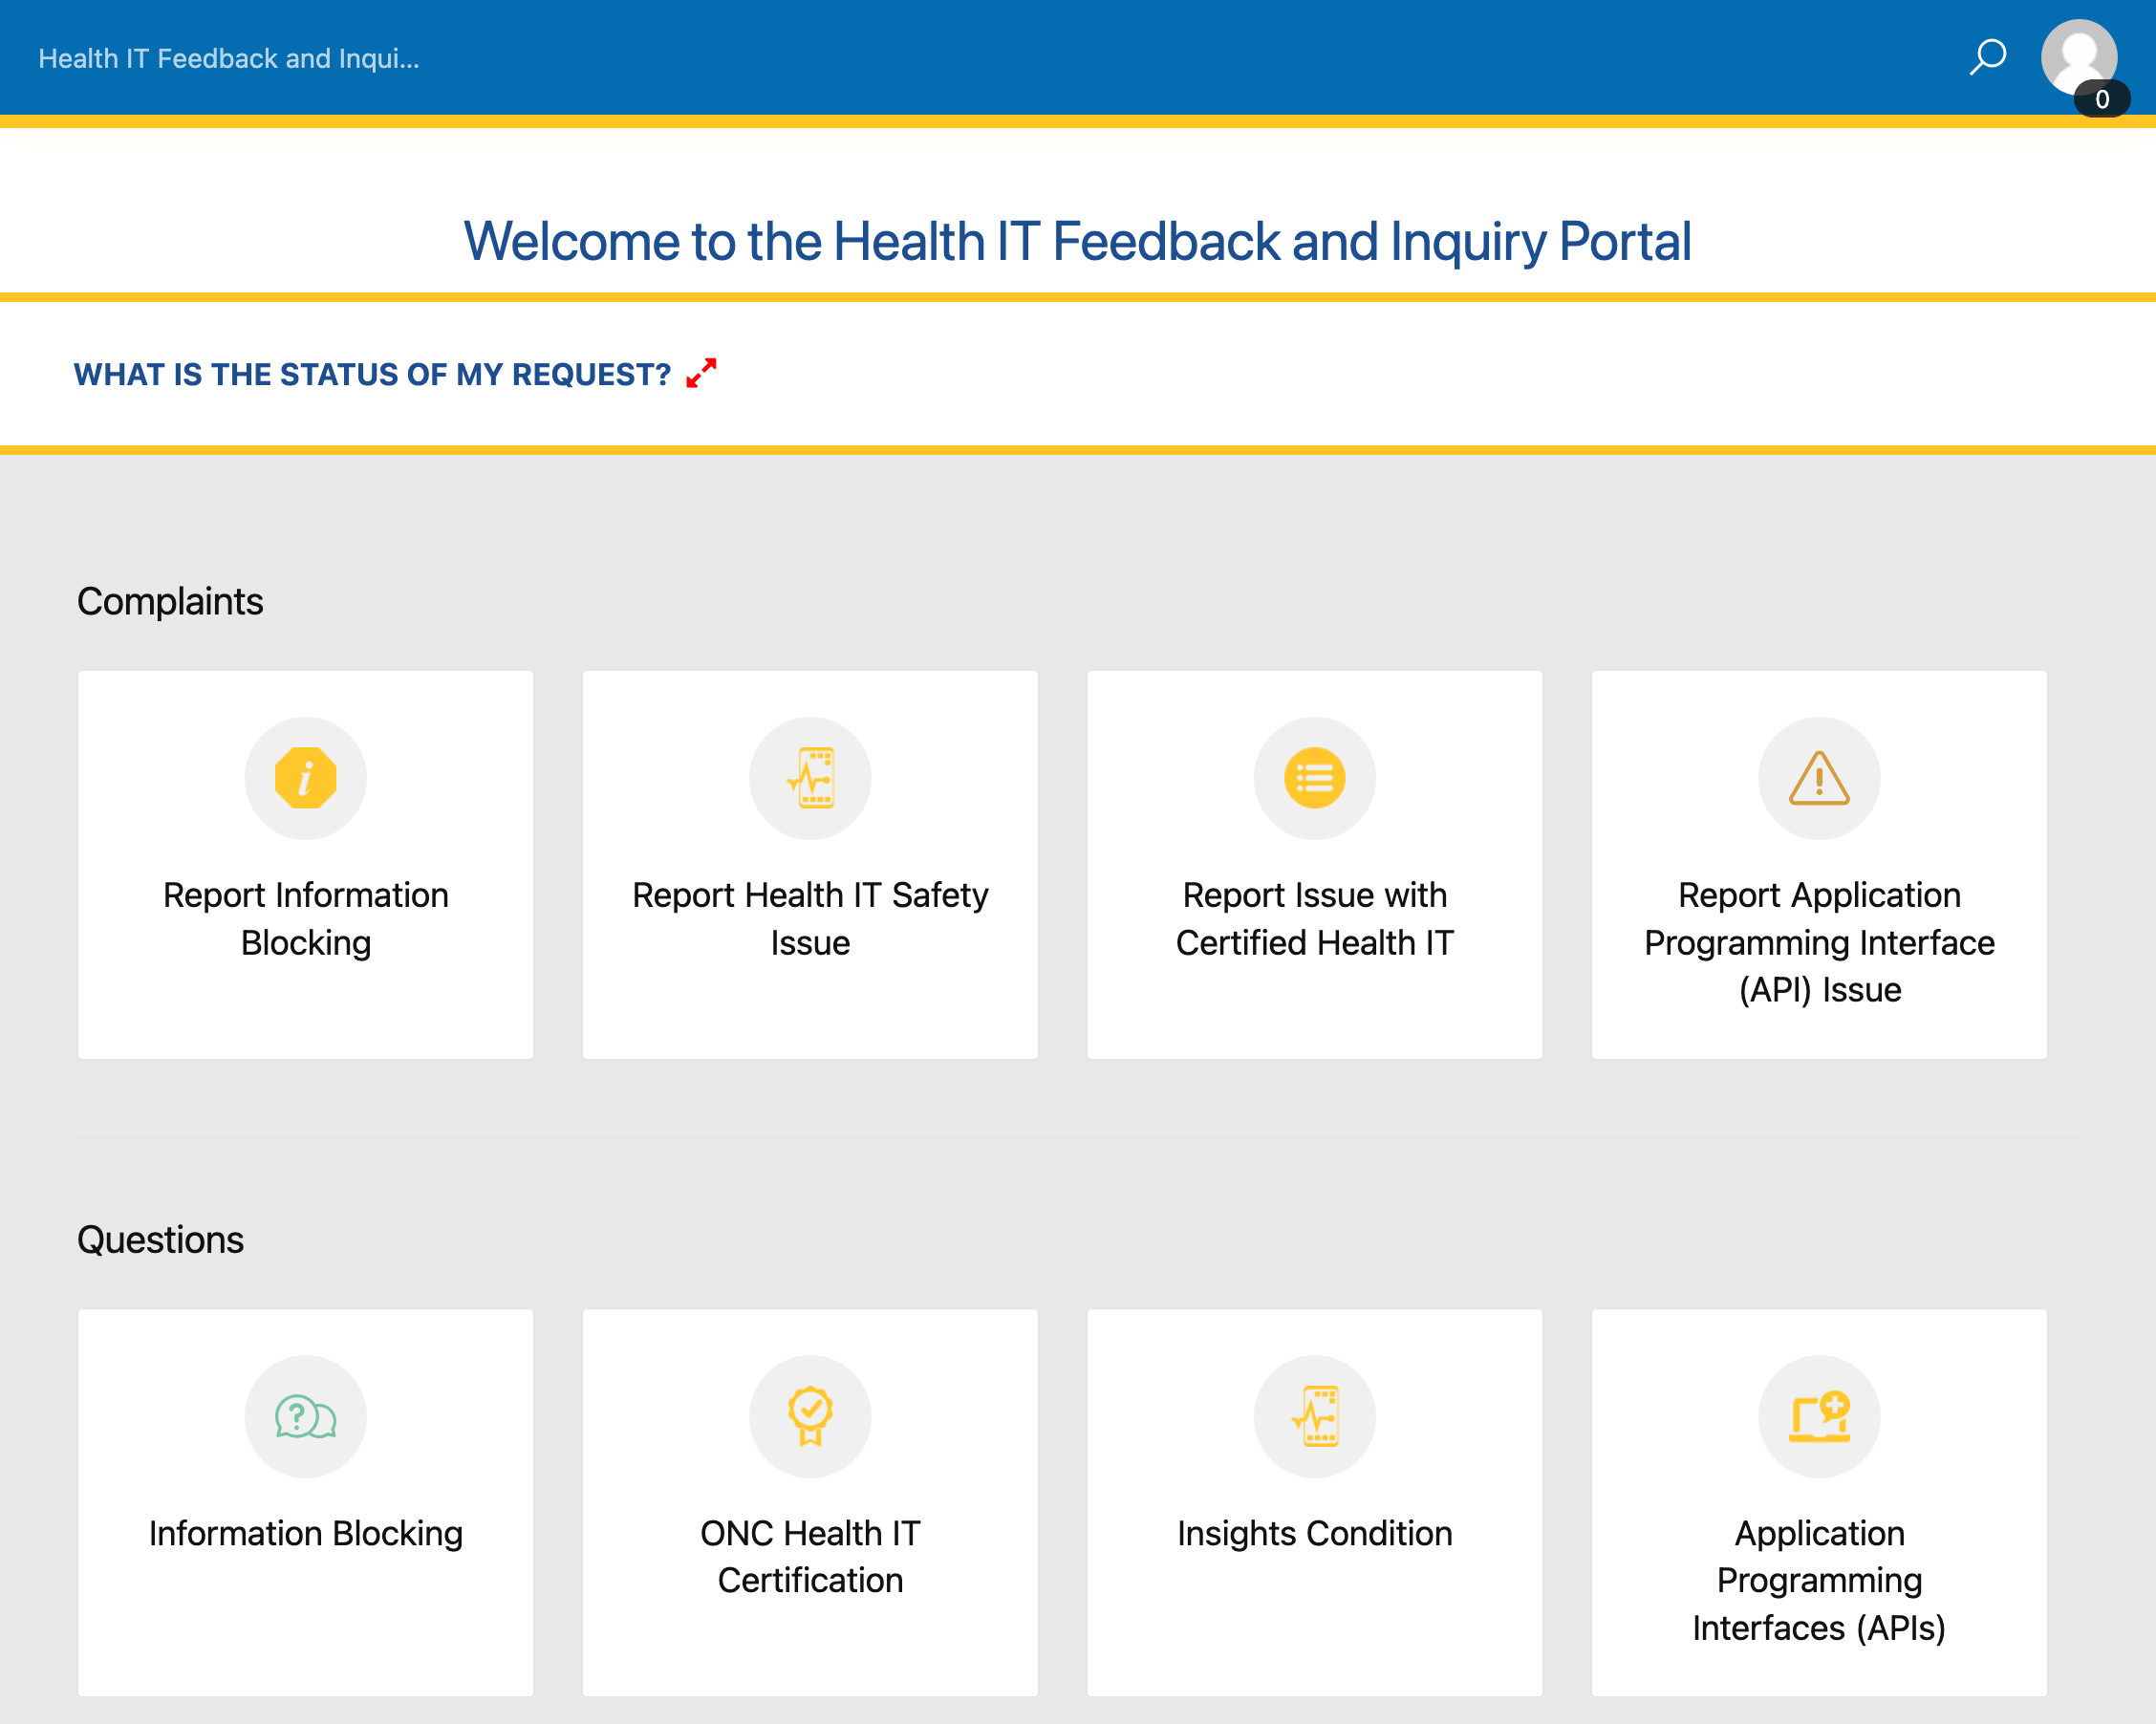 Health IT Feedback and Inqui...
0
Welcome to the Health IT Feedback and Inquiry Portal
WHAT IS THE STATUS OF MY REQUEST?
Complaints
Report Information
Blocking
Report Health IT Safety
Issue
Report Issue with
Certified Health IT
Report Application
Programming Interface
(API) Issue
Questions
Information Blocking
ONC Health IT
Certification
Insights Condition
Application
Programming
Interfaces (APIs)